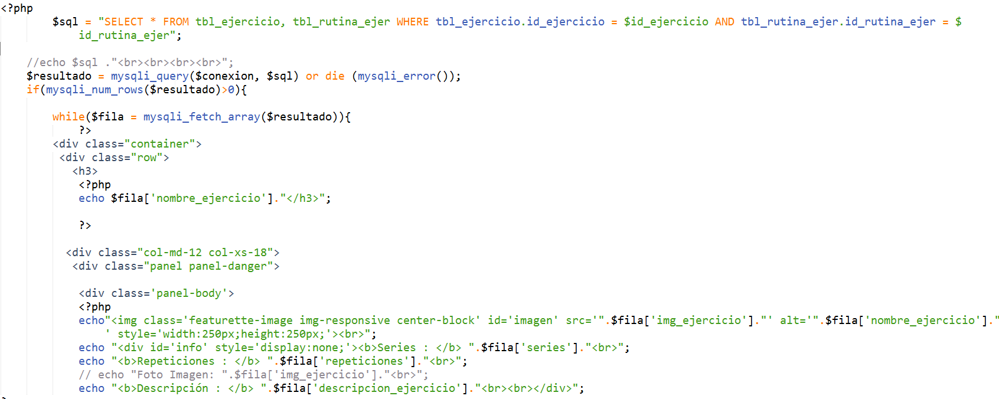 <?php
$sql = "SELECT * FROM tbl_ejercicio, tbl_rutina_ejer WHERE tbl_ejercicio.id_ejercicio = $id_ejercicio AND tbl_rutina_ejer.id_rutina_ejer = $
id_rutina_ejer";
//echo $sql ."<br><br><br><br>";
$resultado = mysqli_query($conexion, $sql) or die (mysqli_error());
if(mysqli_num_rows($resultado)>0){
while($fila = mysqli_fetch_array($resultado)){
?>
<div class="container">
<div class="row">
<h3>
<?php
echo $fila['nombre_ejercicio']."</h3>";
?>
<div class="col-md-12 col-xs-18">
<div class="panel panel-danger">
<div class='panel-body'>
<?php
echo"<img class='featurette-image img-responsive center-block' id='imagen' src='".$fila['img_ejercicio']."' alt='".$fila['nombre_ejercicio']."
' style='width:250px;height:250px;'><br>";
echo "<div id='info' style='display:none;'><b>Series : </b> ".$fila['series']."<br>";
echo "<b>Repeticiones : </b> ".$fila['repeticiones']."<br>";
// echo "Foto Imagen: ".$fila['img_ejercicio']."<br>";
echo "<b>Descripción : </b> ".$fila['descripcion_ejercicio']."<br><br></div>";